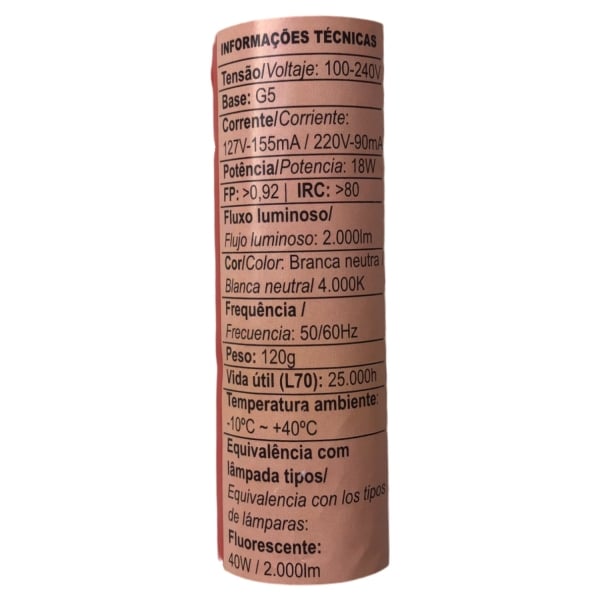 INFORMAÇÕES TÉCNICAS
Tensão/Voltaje: 100-240V
Base: G5
Corrente/Corriente:
127V-155mA / 220V-90mA
Potência/Potencia: 18W
FP: >0,92 | IRC: >80
Fluxo luminoso/
Flujo luminoso: 2.000lm
Cor/Color: Branca neutra /
Blanca neutral 4.000K
Frequência /
Frecuencia: 50/60Hz
Peso: 120g
Vida útil (L70): 25.000h
Temperatura ambiente:
-10ºC ~ +40ºC
Equivalência com
lâmpada tipos/
Equivalencia con los tipos
de lámparas:
Fluorescente:
40W / 2.000lm